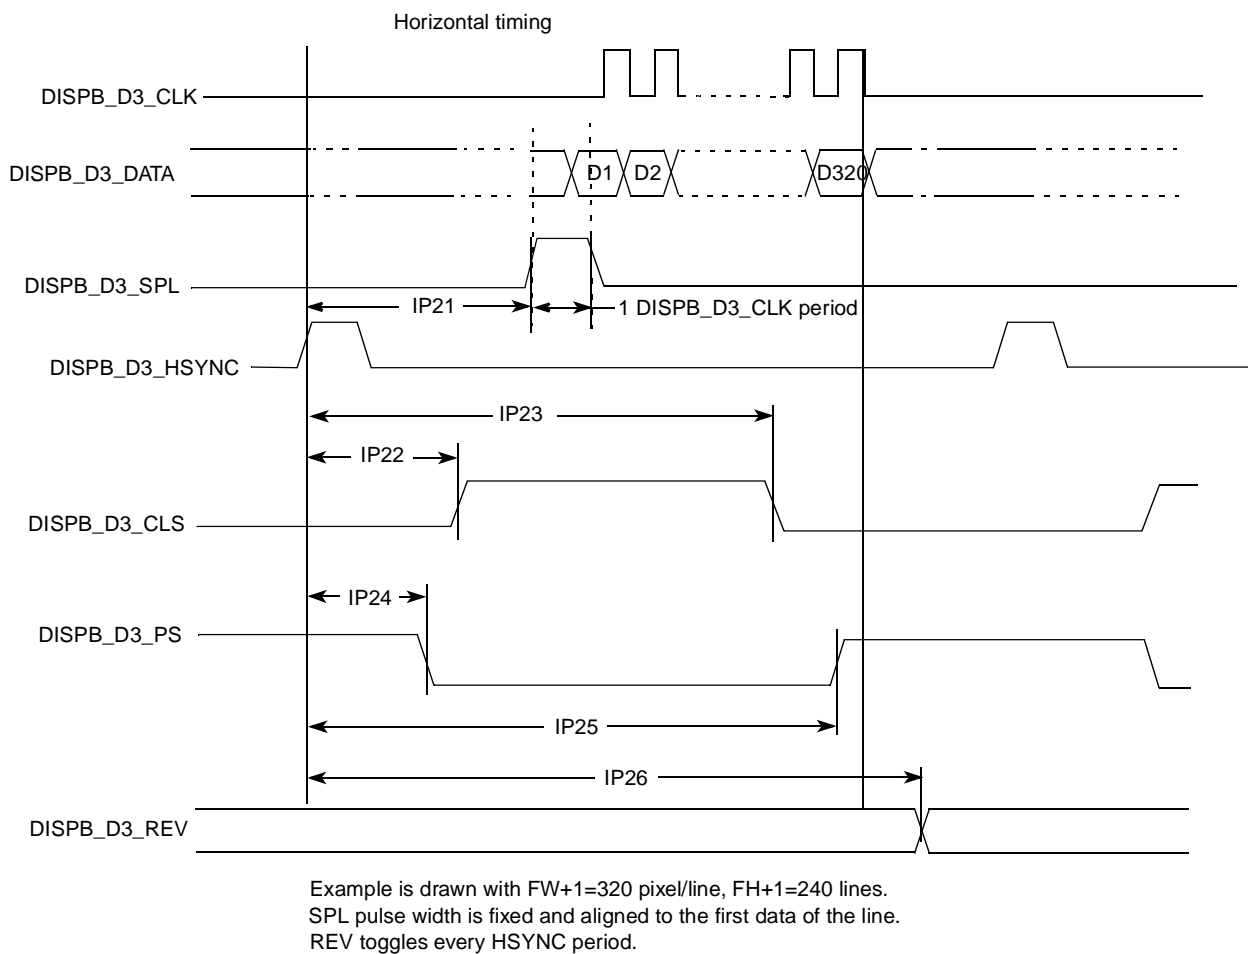 Horizontal timing
DISPB_D3_CLK
DISPB_D3_DATA
D1
D2
D320
DISPB_D3_SPL
IP21
1 DISPB_D3_CLK period
DISPB_D3_HSYNC
IP23
IP22
DISPB_D3_CLS
IP24
DISPB_D3_PS
IP25
IP26
DISPB_D3_REV
Example is drawn with FW+1=320 pixel/line, FH+1=240 lines.
SPL pulse width is fixed and aligned to the first data of the line.
REV toggles every HSYNC period.